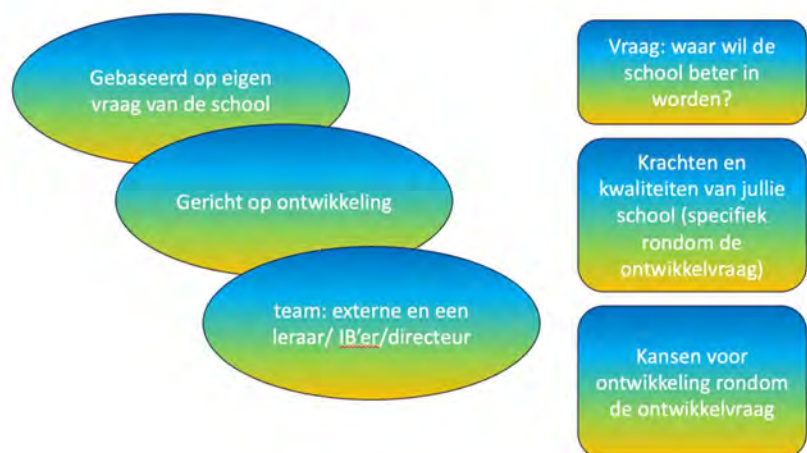 Gebaseerd op eigen
vraag van de school
Gericht op ontwikkeling
team: externe en een
leraar/ IB'er/directeur
Vraag: waar wil de
school beter in
worden?
Krachten en
kwaliteiten van jullie
school (specifiek
rondom de
ontwikkelvraag)
Kansen voor
ontwikkeling rondom
de ontwikkelvraag